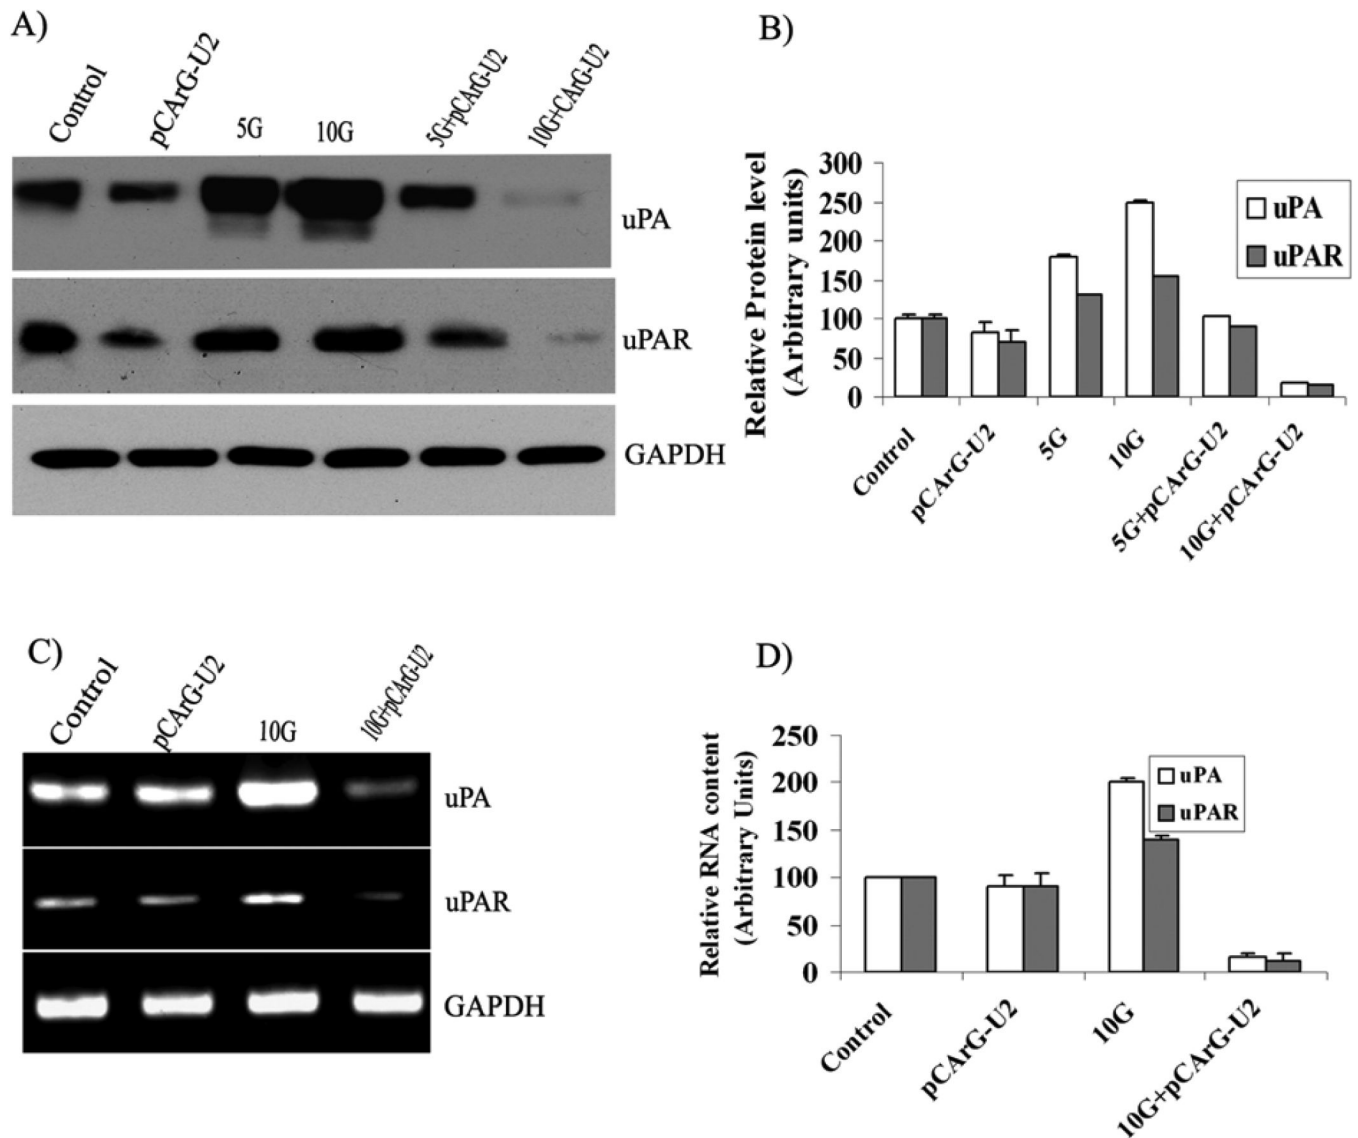 A)
Control
pCArG-U2
5G
10G
5G+pCArG-U2
10G+CArG-U2
uPA
uPAR
GAPDH
B)
Relative Protein level
(Arbitrary units)
300
250
200
150
100
50
0
uPA
uPAR
Control
pCArG-U2
5G
10G
5G+pCArG-U2
10G+pCArG-U2
C)
Control
pCArG-U2
10G
10G+pCArG-U2
uPA
uPAR
GAPDH
D)
Relative RNA content
(Arbitrary Units)
250
200
150
100
50
0
uPA
uPAR
Control
pCArG-U2
10G
10G+pCArG-U2